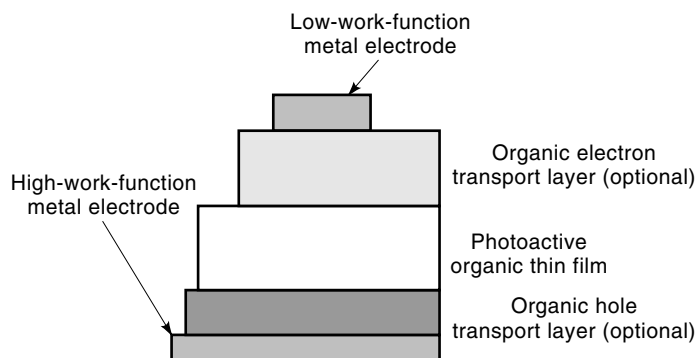 Low-work-function
metal electrode
Organic electron
transport layer (optional)
High-work-function
metal electrode
Photoactive
organic thin film
Organic hole
transport layer (optional)